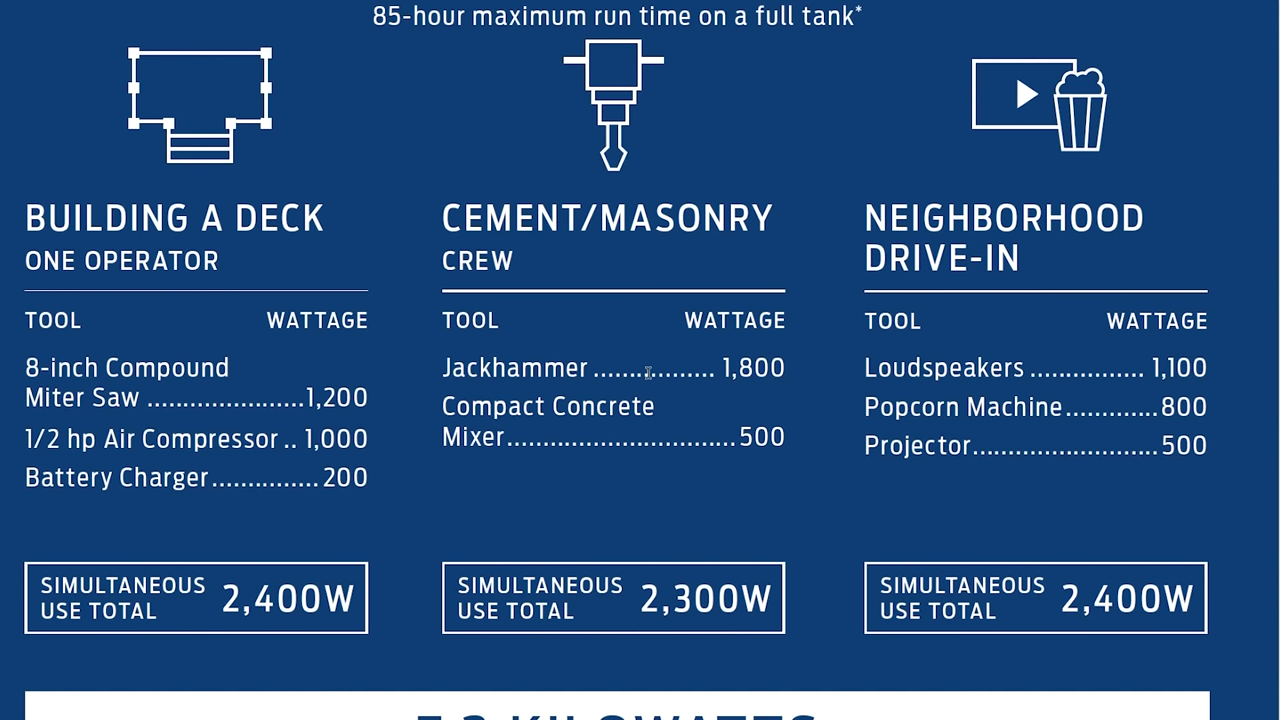 85-hour maximum run time on a full tank*
BUILDING A DECK
ONE OPERATOR
TOOL WATTAGE
8-inch Compound
Miter Saw ......................1,200
1/2 hp Air Compressor .. 1,000
Battery Charger............... 200
SIMULTANEOUS
USE TOTAL
2,400W
CEMENT/MASONRY
CREW
TOOL WATTAGE
Jackhammer ................. 1,800
Compact Concrete
Mixer.................................500
SIMULTANEOUS
USE TOTAL
2,300W
NEIGHBORHOOD
DRIVE-IN
TOOL WATTAGE
Loudspeakers ................ 1,100
Popcorn Machine.............800
Projector..........................500
SIMULTANEOUS
USE TOTAL
2,400W